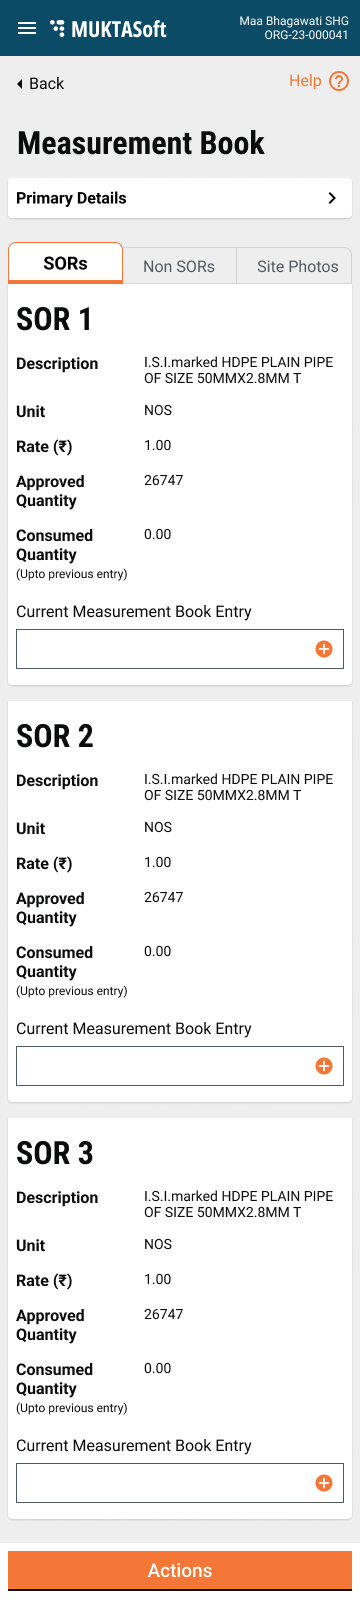 MUKTASoft
Maa Bhagawati SHG
ORG-23-000041
Back
Help
Measurement Book
Primary Details
SORs
Non SORs
Site Photos
SOR 1
Description I.S.I.marked HDPE PLAIN PIPE
OF SIZE 50MMX2.8MM T
Unit NOS
Rate (₹) 1.00
Approved 26747
Quantity
Consumed 0.00
Quantity
(Upto previous entry)
Current Measurement Book Entry
SOR 2
Description I.S.I.marked HDPE PLAIN PIPE
OF SIZE 50MMX2.8MM T
Unit NOS
Rate (₹) 1.00
Approved 26747
Quantity
Consumed 0.00
Quantity
(Upto previous entry)
Current Measurement Book Entry
SOR 3
Description I.S.I.marked HDPE PLAIN PIPE
OF SIZE 50MMX2.8MM T
Unit NOS
Rate (₹) 1.00
Approved 26747
Quantity
Consumed 0.00
Quantity
(Upto previous entry)
Current Measurement Book Entry
Actions